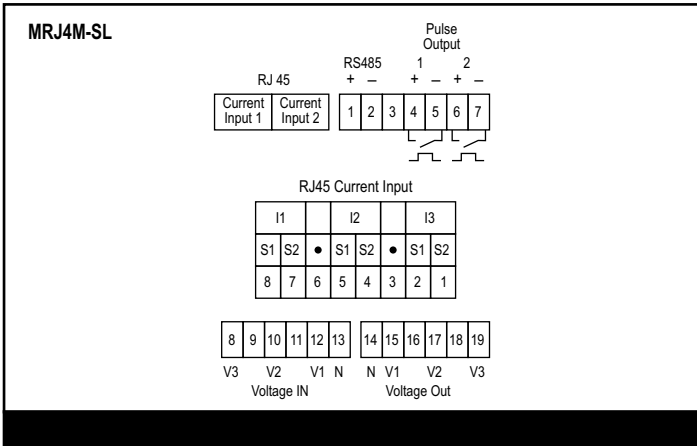 MRJ4M-SL
Pulse
Output
RS485 1 2
RJ 45 + – + – + –
Current Input 1 Current Input 2 1 2 3 4 5 6 7
RJ45 Current Input
I1 I2 I3
S1 S2 • S1 S2 • S1 S2
8 7 6 5 4 3 2 1
8 9 10 11 12 13 14 15 16 17 18 19
V3 V2 V1 N N V1 V2 V3
Voltage IN Voltage Out